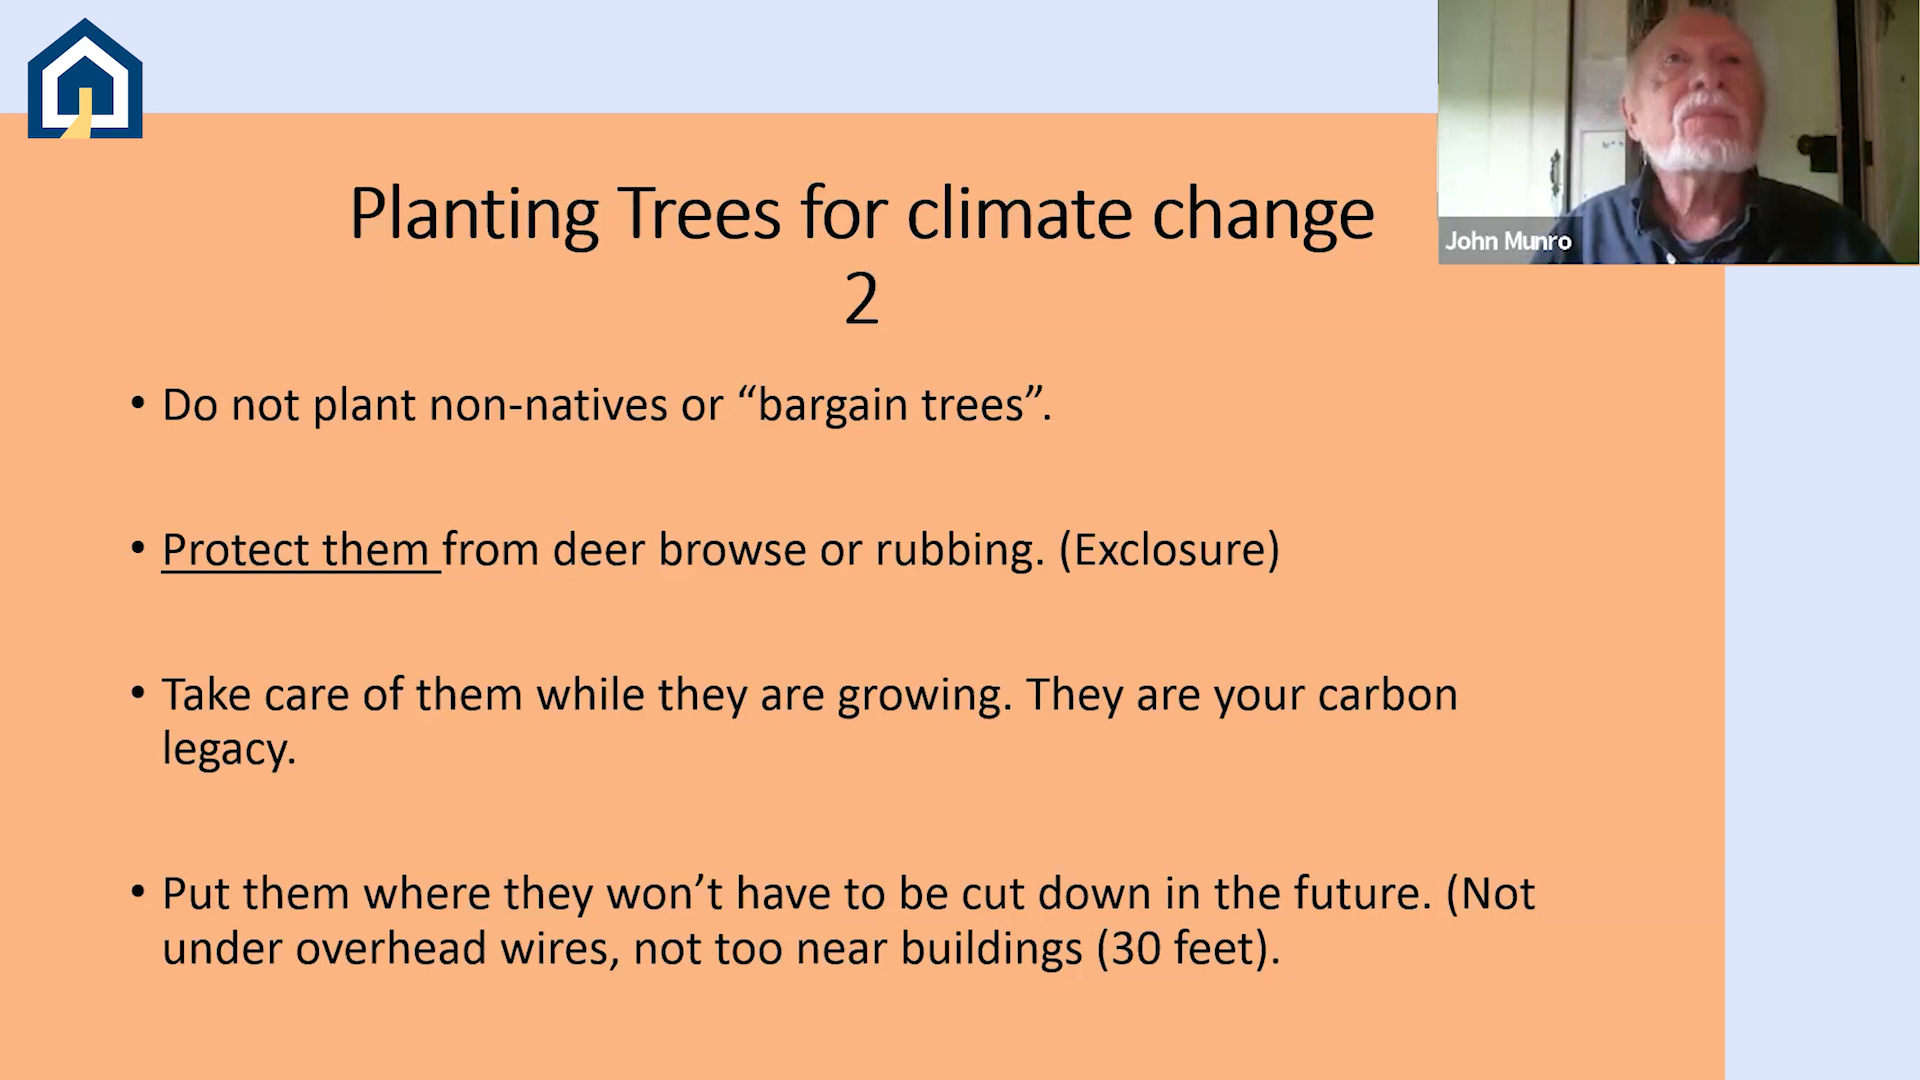 Planting Trees for climate change
2
John Munro
• Do not plant non-natives or “bargain trees”.
• Protect them from deer browse or rubbing. (Exclosure)
• Take care of them while they are growing. They are your carbon
legacy.
• Put them where they won’t have to be cut down in the future. (Not
under overhead wires, not too near buildings (30 feet).